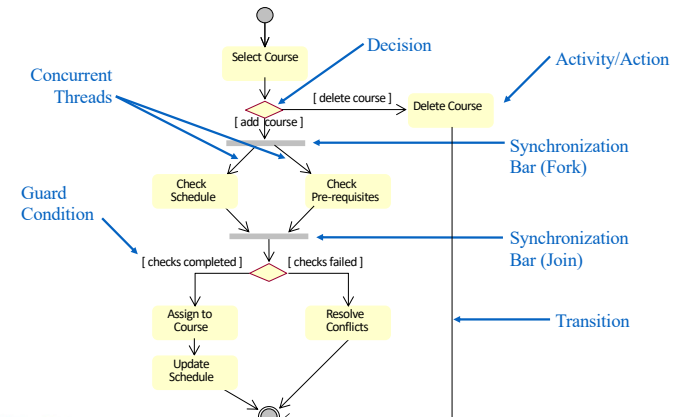 Select Course
Decision
Activity/Action
Concurrent
Threads
[ delete course ]
Delete Course
[ add course ]
Synchronization
Bar (Fork)
Check
Schedule
Check
Pre-requisites
Guard
Condition
Synchronization
Bar (Join)
[ checks completed ]
[ checks failed ]
Assign to
Course
Resolve
Conflicts
Transition
Update
Schedule